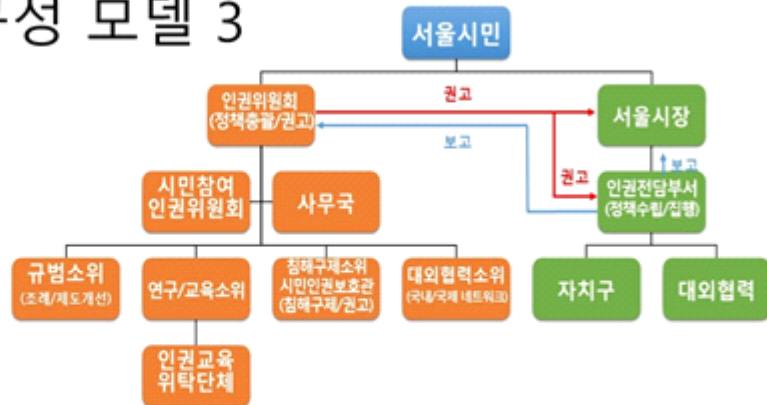 성 모델 3
서울시민
인권위원회
(정책총괄/권고)
권고
서울시장
보고
보고
시민참여
인권위원회
사무국
권고
인권전담부서
(정책수립/집행)
규범소위
(조례/제도개선)
연구/교육소위
침해구제소위
시민인권보호관
(침해구제/권고)
대외협력소위
(국내/국제 네트워크)
자치구
대외협력
인권교육
위탁단체